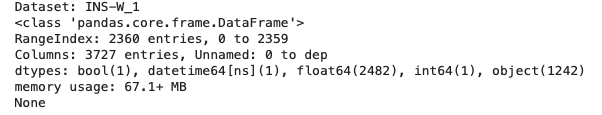 Dataset: INS-W_1
<class 'pandas.core.frame.DataFrame'>
RangeIndex: 2360 entries, 0 to 2359
Columns: 3727 entries, Unnamed: 0 to dep
dtypes: bool(1), datetime64[ns](1), float64(2482), int64(1), object(1242)
memory usage: 67.1+ MB
None